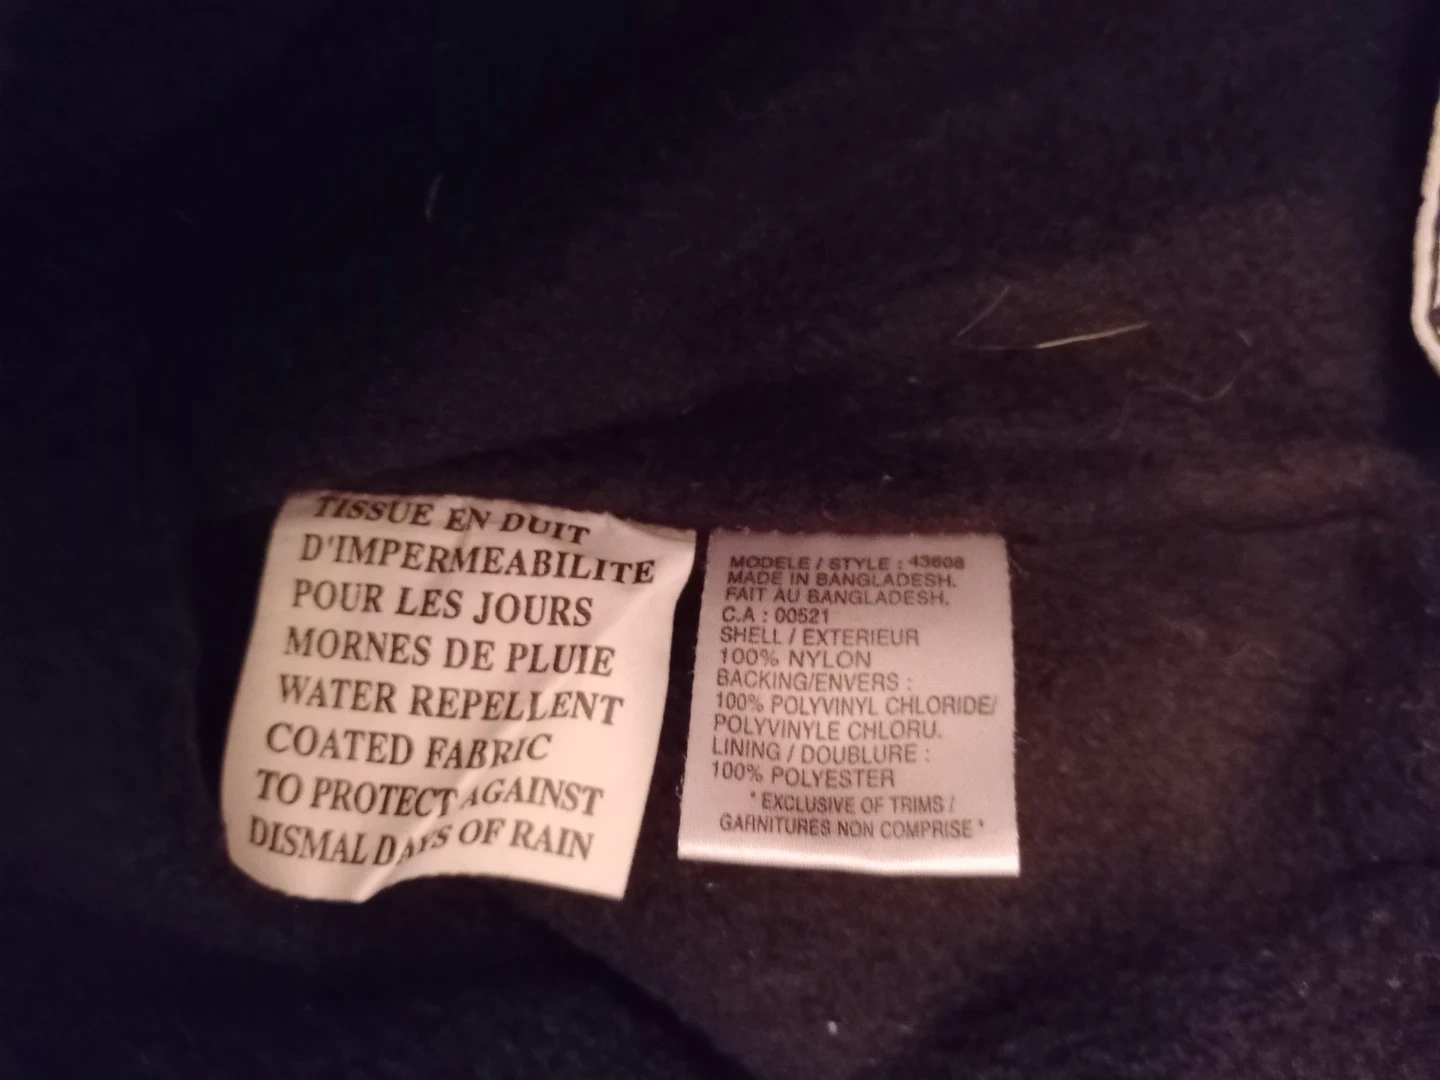 TISSUE EN DUIT
D'IMPERMEABILITE
POUR LES JOURS
MORNES DE PLUIE
WATER REPELLENT
COATED FABRIC
TO PROTECT AGAINST
DISMAL DAYS OF RAIN
MODELE / STYLE : 43608
MADE IN BANGLADESH.
FAIT AU BANGLADESH.
C.A : 00521
SHELL / EXTERIEUR
100% NYLON
BACKING/ENVERS :
100% POLYVINYL CHLORIDE/
POLYVINYLE CHLORU.
LINING / DOUBLURE :
100% POLYESTER
* EXCLUSIVE OF TRIMS /
GARNITURES NON COMPRISE *